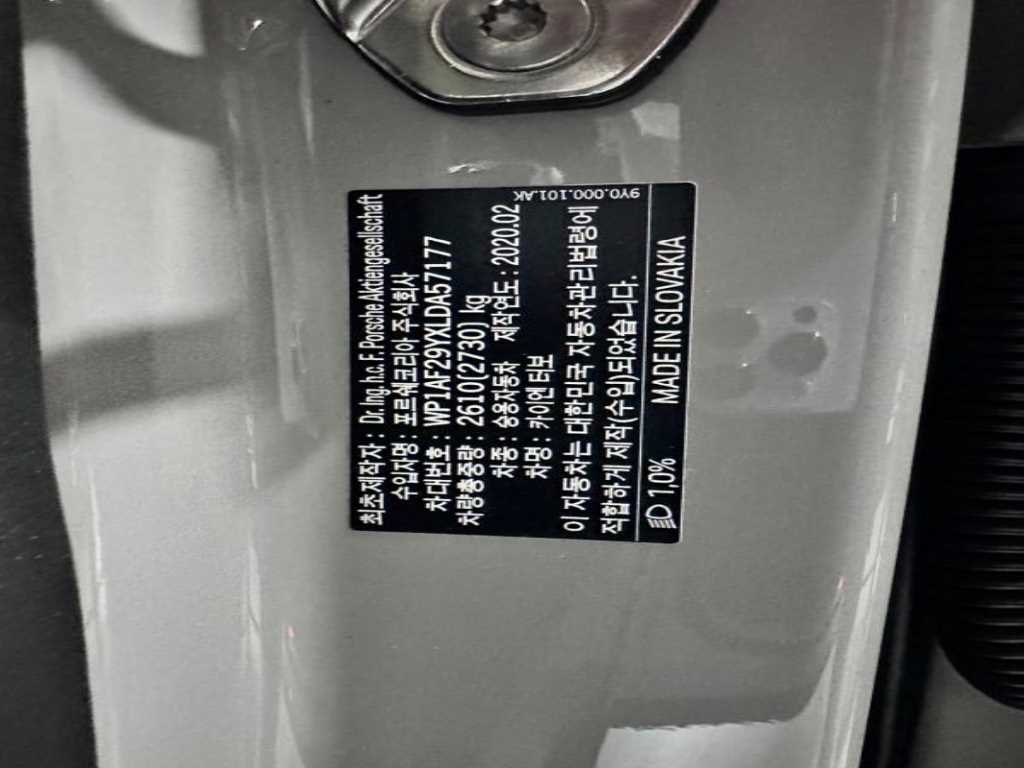 최초제작자 : Dr. Ing. h.c. F. Porsche Aktiengesellschaft
수입자명 : 포르쉐코리아 주식회사
차대번호 : WP1AF29YXLDA57177
차량총중량 : 2610(2730) kg
차종 : 승용자동차 제작연도 : 2020.02
차명 : 카이엔 터보
이 자동차는 대한민국 자동차관리법령에
적합하게 제작(수입)되었습니다.
9Y0.000.101.AK
1,0% MADE IN SLOVAKIA